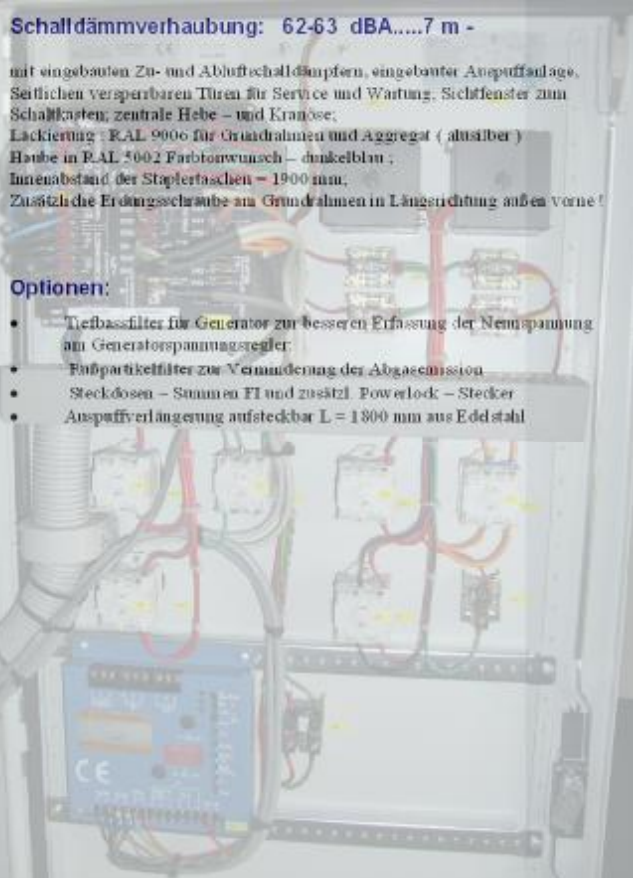 Schalldämmverhaubung: 62-63 dBA.....7 m -
mit eingebauten Zu- und Abluftschalldämpfern, eingebauter Auspuffanlage,
Seitlichen versperrbaren Türen für Service und Wartung, Sichtfenster zum
Schaltkasten; zentrale Hebe – und Kranöse;
Lackierung : RAL 9006 für Grundrahmen und Aggregat ( alusilber )
Haube in RAL 5002 Farbtonwunsch – dunkelblau ;
Innenabstand der Staplertaschen = 1900 mm;
Zusätzliche Erdungsschraube am Grundrahmen in Längsrichtung außen vorne !
Optionen:
• Tiefbassfilter für Generator zur besseren Erfassung der Nennspannung
am Generatorspannungsregler.
• Rußpartikelfilter zur Verminderung der Abgasemission
• Steckdosen – Summen FI und zusätzl. Powerlock – Stecker
• Auspuffverlängerung aufsteckbar L = 1800 mm aus Edelstahl
CE